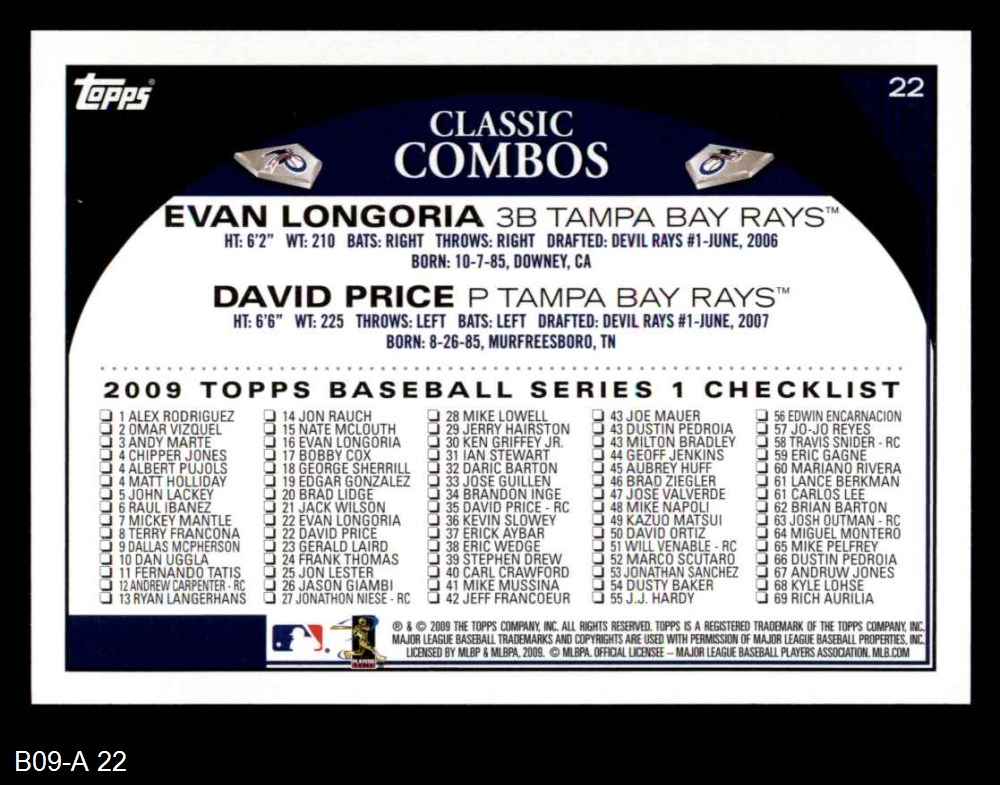 Topps®
22
CLASSIC
COMBOS
EVAN LONGORIA 3B TAMPA BAY RAYS™
HT: 6'2" WT: 210 BATS: RIGHT THROWS: RIGHT DRAFTED: DEVIL RAYS #1-JUNE, 2006
BORN: 10-7-85, DOWNEY, CA
DAVID PRICE P TAMPA BAY RAYS™
HT: 6'6" WT: 225 THROWS: LEFT BATS: LEFT DRAFTED: DEVIL RAYS #1-JUNE, 2007
BORN: 8-26-85, MURFREESBORO, TN
2009 TOPPS BASEBALL SERIES 1 CHECKLIST
1 ALEX RODRIGUEZ
2 OMAR VIZQUEL
3 ANDY MARTE
4 CHIPPER JONES
4 ALBERT PUJOLS
4 MATT HOLLIDAY
5 JOHN LACKEY
6 RAUL IBANEZ
7 MICKEY MANTLE
8 TERRY FRANCONA
9 DALLAS MCPHERSON
10 DAN UGGLA
11 FERNANDO TATIS
12 ANDREW CARPENTER - RC
13 RYAN LANGERHANS
14 JON RAUCH
15 NATE MCLOUTH
16 EVAN LONGORIA
17 BOBBY COX
18 GEORGE SHERRILL
19 EDGAR GONZALEZ
20 BRAD LIDGE
21 JACK WILSON
22 EVAN LONGORIA
22 DAVID PRICE
23 GERALD LAIRD
24 FRANK THOMAS
25 JON LESTER
26 JASON GIAMBI
27 JONATHON NIESE - RC
28 MIKE LOWELL
29 JERRY HAIRSTON
30 KEN GRIFFEY JR.
31 IAN STEWART
32 DARIC BARTON
33 JOSE GUILLEN
34 BRANDON INGE
35 DAVID PRICE - RC
36 KEVIN SLOWEY
37 ERICK AYBAR
38 ERIC WEDGE
39 STEPHEN DREW
40 CARL CRAWFORD
41 MIKE MUSSINA
42 JEFF FRANCOEUR
43 JOE MAUER
43 DUSTIN PEDROIA
43 MILTON BRADLEY
44 GEOFF JENKINS
45 AUBREY HUFF
46 BRAD ZIEGLER
47 JOSE VALVERDE
48 MIKE NAPOLI
49 KAZUO MATSUI
50 DAVID ORTIZ
51 WILL VENABLE - RC
52 MARCO SCUTARO
53 JONATHAN SANCHEZ
54 DUSTY BAKER
55 J.J. HARDY
56 EDWIN ENCARNACION
57 JO-JO REYES
58 TRAVIS SNIDER - RC
59 ERIC GAGNE
60 MARIANO RIVERA
61 LANCE BERKMAN
61 CARLOS LEE
62 BRIAN BARTON
63 JOSH OUTMAN - RC
64 MIGUEL MONTERO
65 MIKE PELFREY
66 DUSTIN PEDROIA
67 ANDRUW JONES
68 KYLE LOHSE
69 RICH AURILIA
® & © 2009 THE TOPPS COMPANY, INC. ALL RIGHTS RESERVED. TOPPS IS A REGISTERED TRADEMARK OF THE TOPPS COMPANY, INC.
MAJOR LEAGUE BASEBALL TRADEMARKS AND COPYRIGHTS ARE USED WITH PERMISSION OF MAJOR LEAGUE BASEBALL PROPERTIES, INC.
LICENSED BY MLBP & MLBPA, 2009. © MLBPA. OFFICIAL LICENSEE – MAJOR LEAGUE BASEBALL PLAYERS ASSOCIATION. MLB.COM
B09-A 22